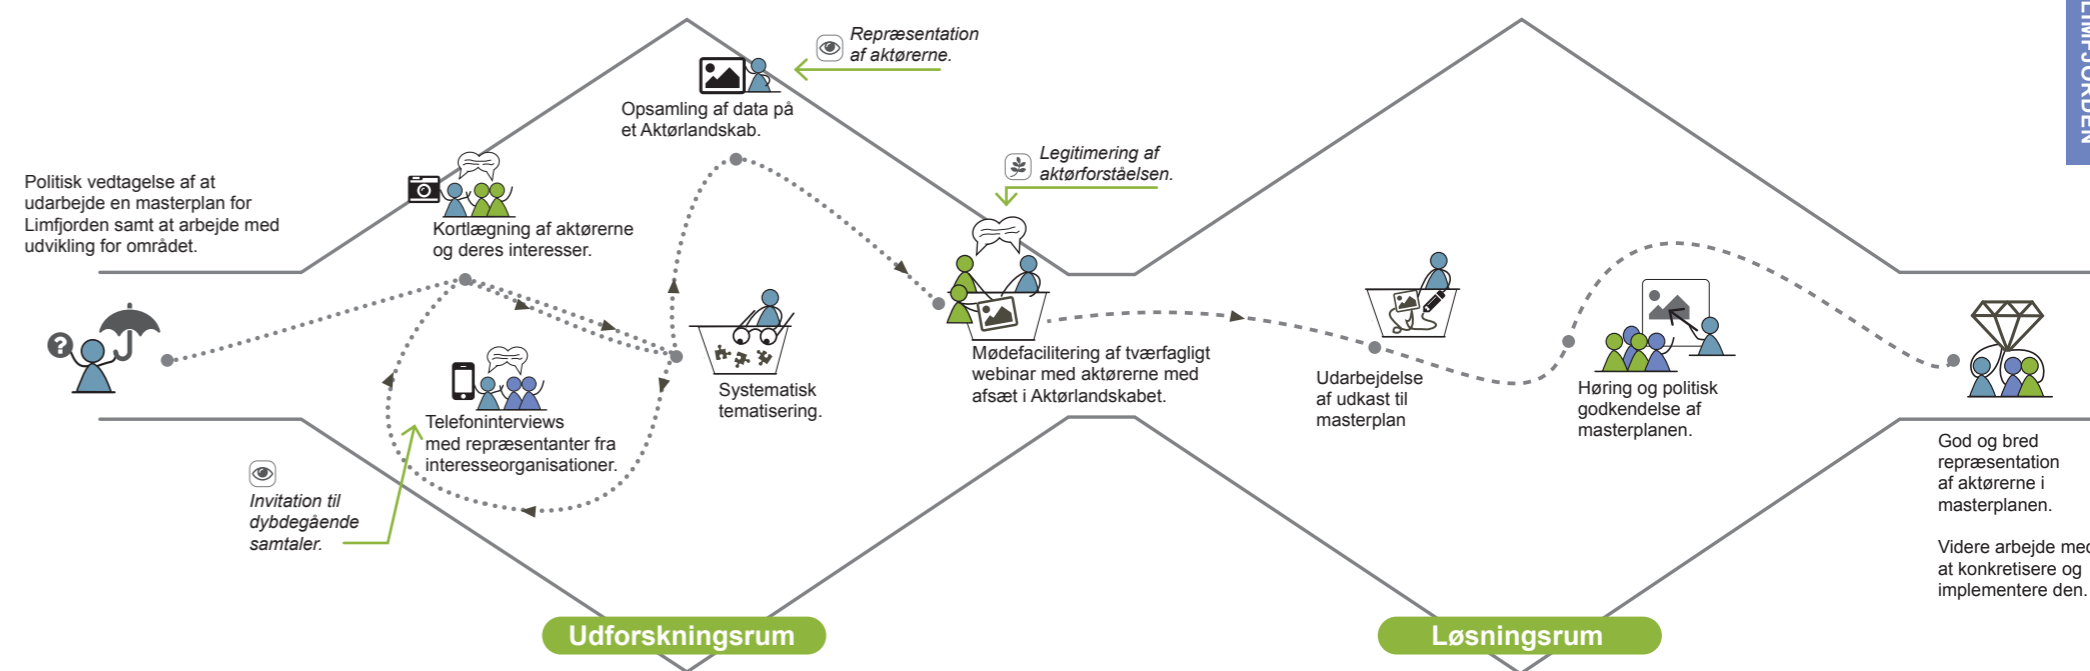 LIMFJORDEN
Repræsentation
af aktørerne.
Opsamling af data på
et Aktørlandskab.
Legitimering af
aktørforståelsen.
Politisk vedtagelse af at
udarbejde en masterplan for
Limfjorden samt at arbejde med
udvikling for området.
Kortlægning af aktørerne
og deres interesser.
?
Systematisk
tematisering.
Mødefacilitering af tværfagligt
webinar med aktørerne med
afsæt i Aktørlandskabet.
Udarbejdelse
af udkast til
masterplan
Høring og politisk
godkendelse af
masterplanen.
Telefoninterviews
med repræsentanter fra
interesseorganisationer.
Invitation til
dybdegående
samtaler.
God og bred
repræsentation
af aktørerne i
masterplanen.
Videre arbejde med
at konkretisere og
implementere den.
Udforskningsrum
Løsningsrum